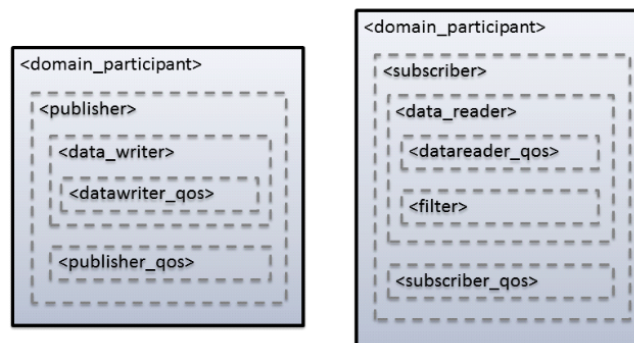 <domain_participant>
<publisher>
<data_writer>
<datawriter_qos>
<publisher_qos>
<domain_participant>
<subscriber>
<data_reader>
<datareader_qos>
<filter>
<subscriber_qos>